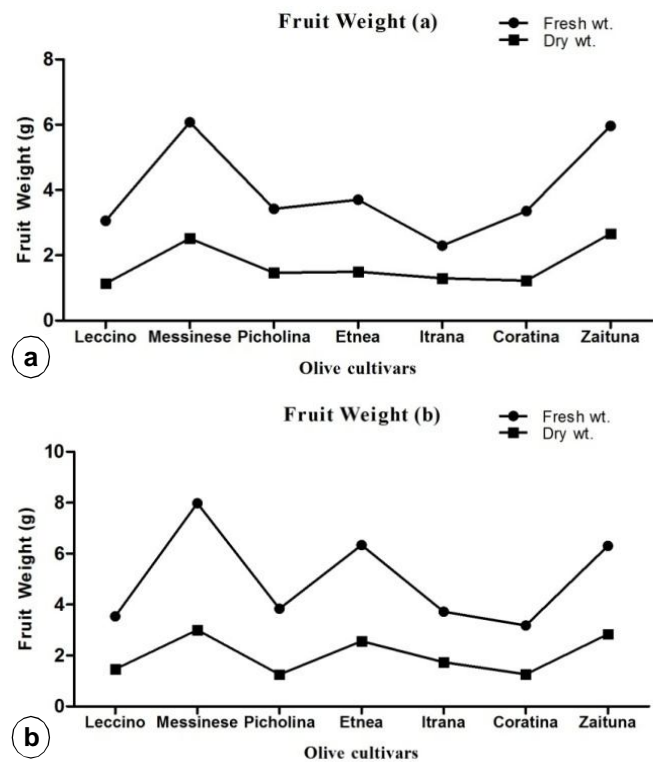 Fruit Weight (a)
Fresh wt.
Dry wt.
Fruit Weight (g)
8
6
4
2
0
Leccino Messinese Picholina Etnea Itrana Coratina Zaituna
Olive cultivars
a
Fruit Weight (b)
Fresh wt.
Dry wt.
Fruit Weight (g)
10
8
6
4
2
0
Leccino Messinese Picholina Etnea Itrana Coratina Zaituna
Olive cultivars
b